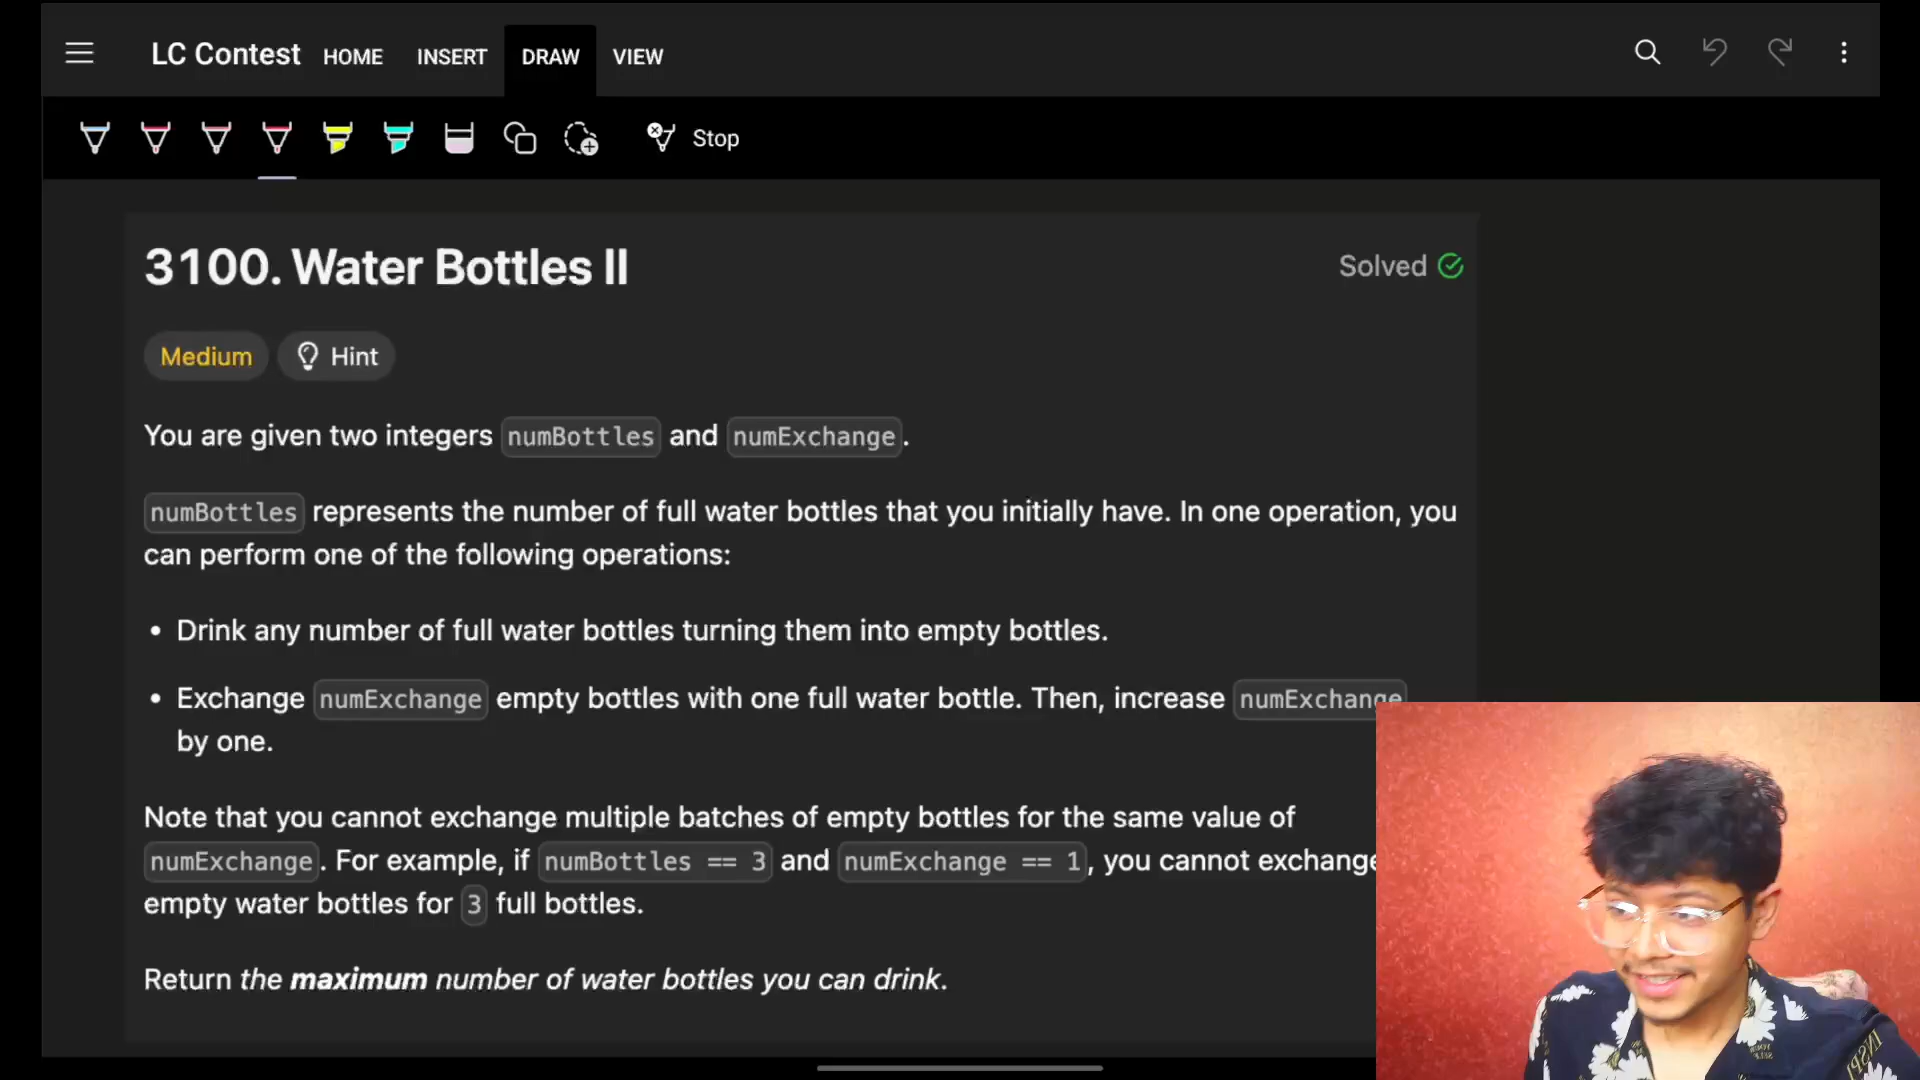 LC Contest HOME INSERT DRAW VIEW
Stop
3100. Water Bottles II
Solved
Medium Hint
You are given two integers numBottles and numExchange.
numBottles represents the number of full water bottles that you initially have. In one operation, you
can perform one of the following operations:
• Drink any number of full water bottles turning them into empty bottles.
• Exchange numExchange empty bottles with one full water bottle. Then, increase numExchange
by one.
Note that you cannot exchange multiple batches of empty bottles for the same value of
numExchange. For example, if numBottles == 3 and numExchange == 1, you cannot exchange
empty water bottles for 3 full bottles.
Return the maximum number of water bottles you can drink.